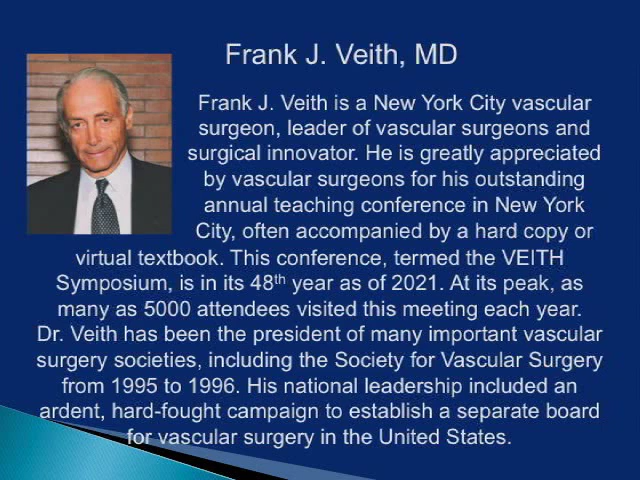 Frank J. Veith, MD
Frank J. Veith is a New York City vascular
surgeon, leader of vascular surgeons and
surgical innovator. He is greatly appreciated
by vascular surgeons for his outstanding
annual teaching conference in New York
City, often accompanied by a hard copy or
virtual textbook. This conference, termed the VEITH
Symposium, is in its 48th year as of 2021. At its peak, as
many as 5000 attendees visited this meeting each year.
Dr. Veith has been the president of many important vascular
surgery societies, including the Society for Vascular Surgery
from 1995 to 1996. His national leadership included an
ardent, hard-fought campaign to establish a separate board
for vascular surgery in the United States.